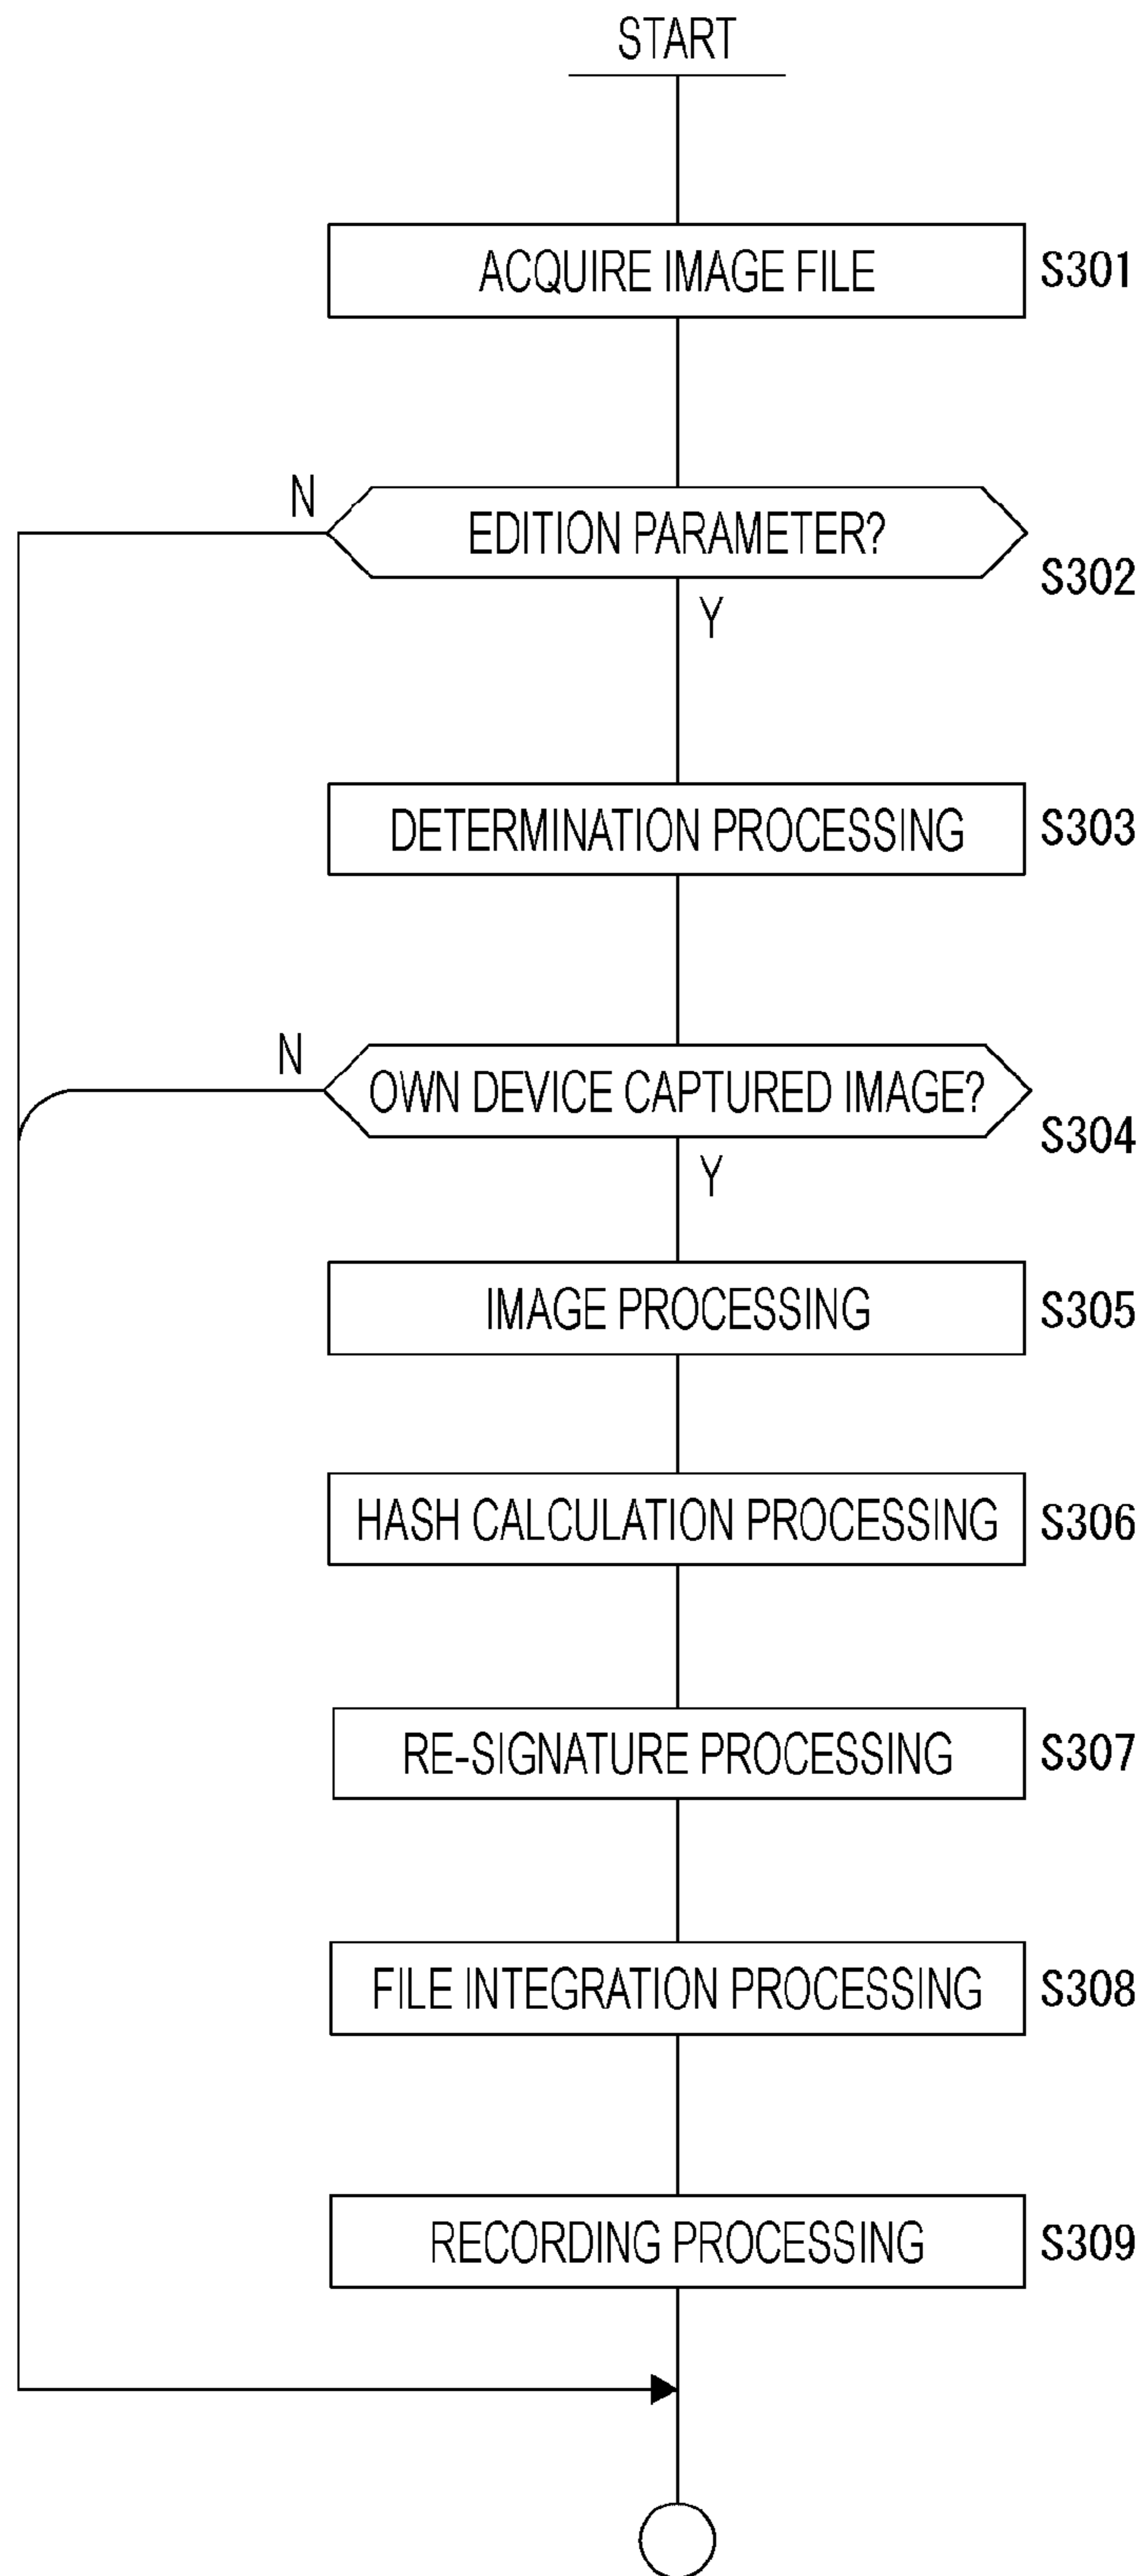 START
ACQUIRE IMAGE FILE S301
N
EDITION PARAMETER?
S302
Y
DETERMINATION PROCESSING S303
N
OWN DEVICE CAPTURED IMAGE?
S304
Y
IMAGE PROCESSING S305
HASH CALCULATION PROCESSING S306
RE-SIGNATURE PROCESSING S307
FILE INTEGRATION PROCESSING S308
RECORDING PROCESSING S309